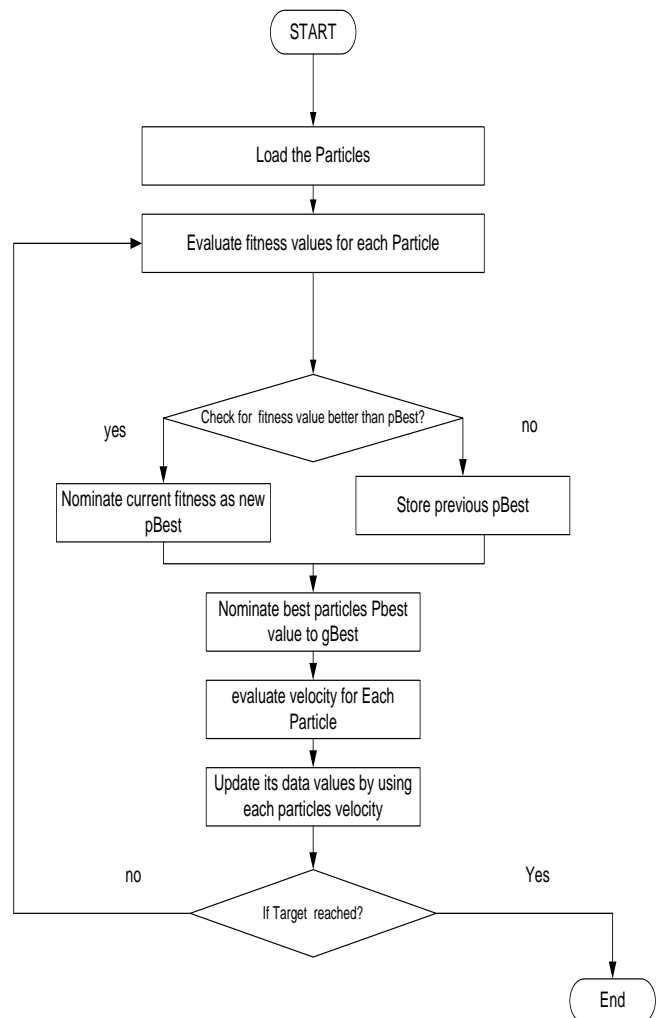 START
Load the Particles
Evaluate fitness values for each Particle
Check for fitness value better than pBest?
yes
no
Nominate current fitness as new
pBest
Store previous pBest
Nominate best particles Pbest
value to gBest
evaluate velocity for Each
Particle
Update its data values by using
each particles velocity
no
Yes
If Target reached?
End